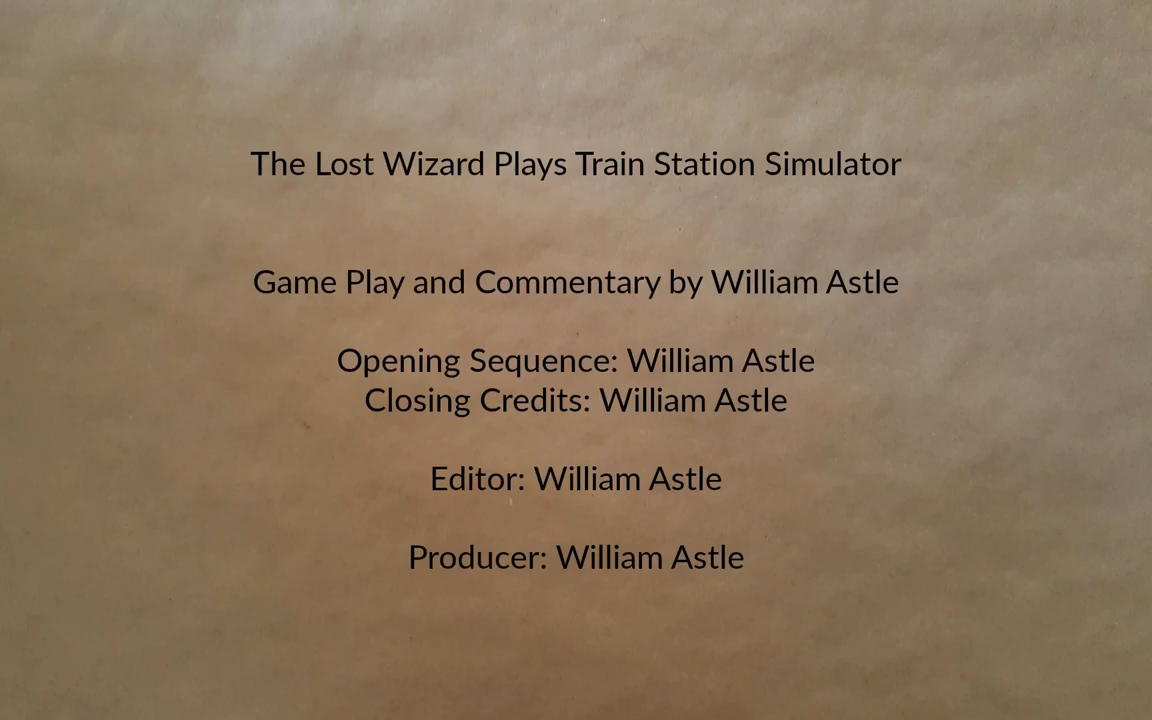 The Lost Wizard Plays Train Station Simulator
Game Play and Commentary by William Astle
Opening Sequence: William Astle
Closing Credits: William Astle
Editor: William Astle
Producer: William Astle